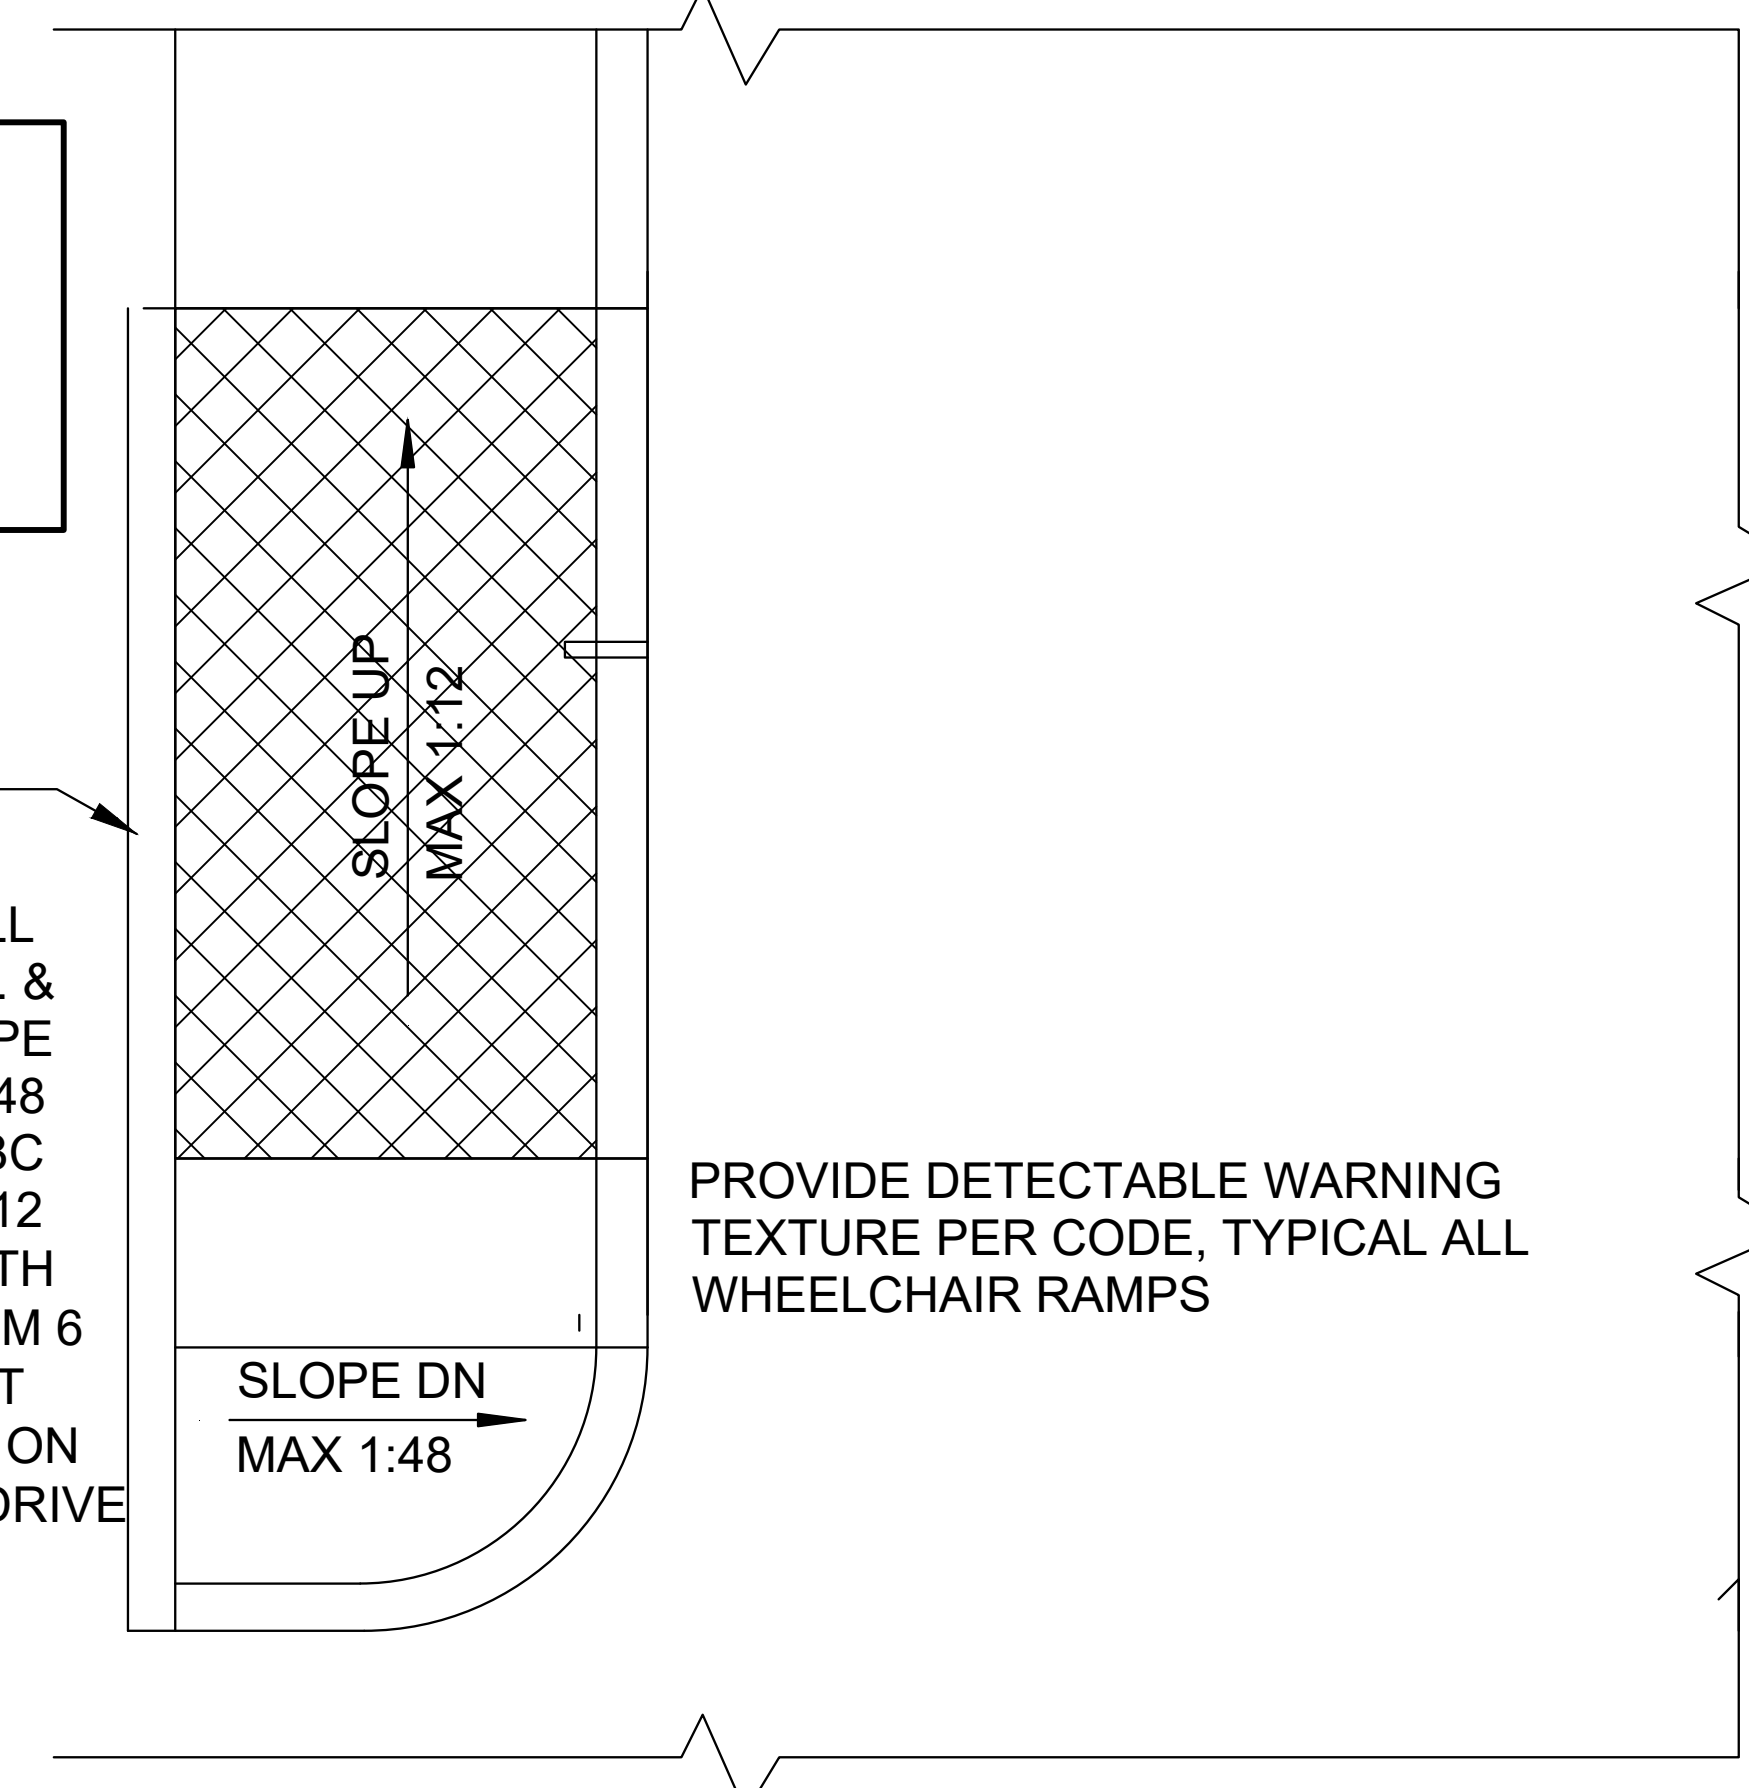 SLOPE UP
MAX 1:12
LL
&
PE
48
BC
12
TH
M 6
T
ON
DRIVE
PROVIDE DETECTABLE WARNING
TEXTURE PER CODE, TYPICAL ALL
WHEELCHAIR RAMPS
SLOPE DN
MAX 1:48